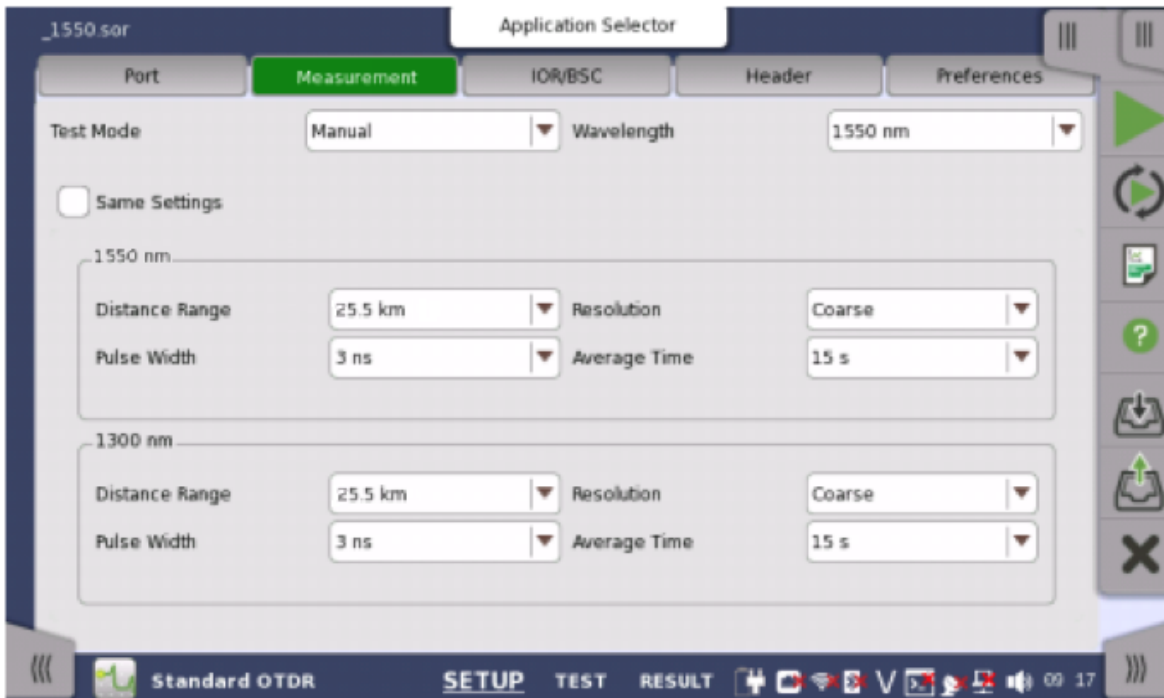 _1550.sor Application Selector
Port Measurement IOR/BSC Header Preferences
Test Mode Manual Wavelength 1550 nm
Same Settings
1550 nm
Distance Range 25.5 km Resolution Coarse
Pulse Width 3 ns Average Time 15 s
1300 nm
Distance Range 25.5 km Resolution Coarse
Pulse Width 3 ns Average Time 15 s
Standard OTDR SETUP TEST RESULT V 09 17